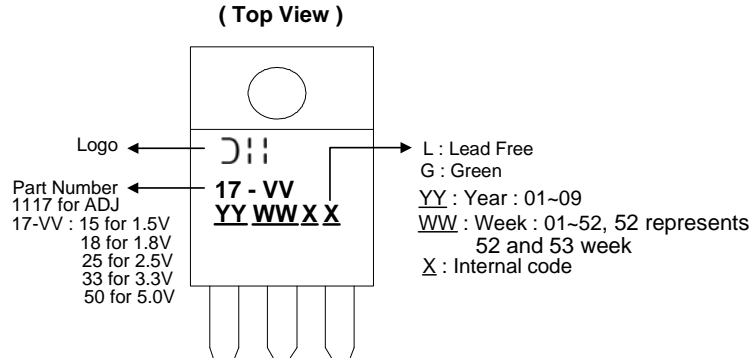 ( Top View )
Logo
Part Number
1117 for ADJ
17-VV : 15 for 1.5V
18 for 1.8V
25 for 2.5V
33 for 3.3V
50 for 5.0V
17 - VV
YY WW X X
L : Lead Free
G : Green
YY : Year : 01~09
WW : Week : 01~52, 52 represents
52 and 53 week
X : Internal code